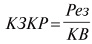 КЗКР = Рез / КВ